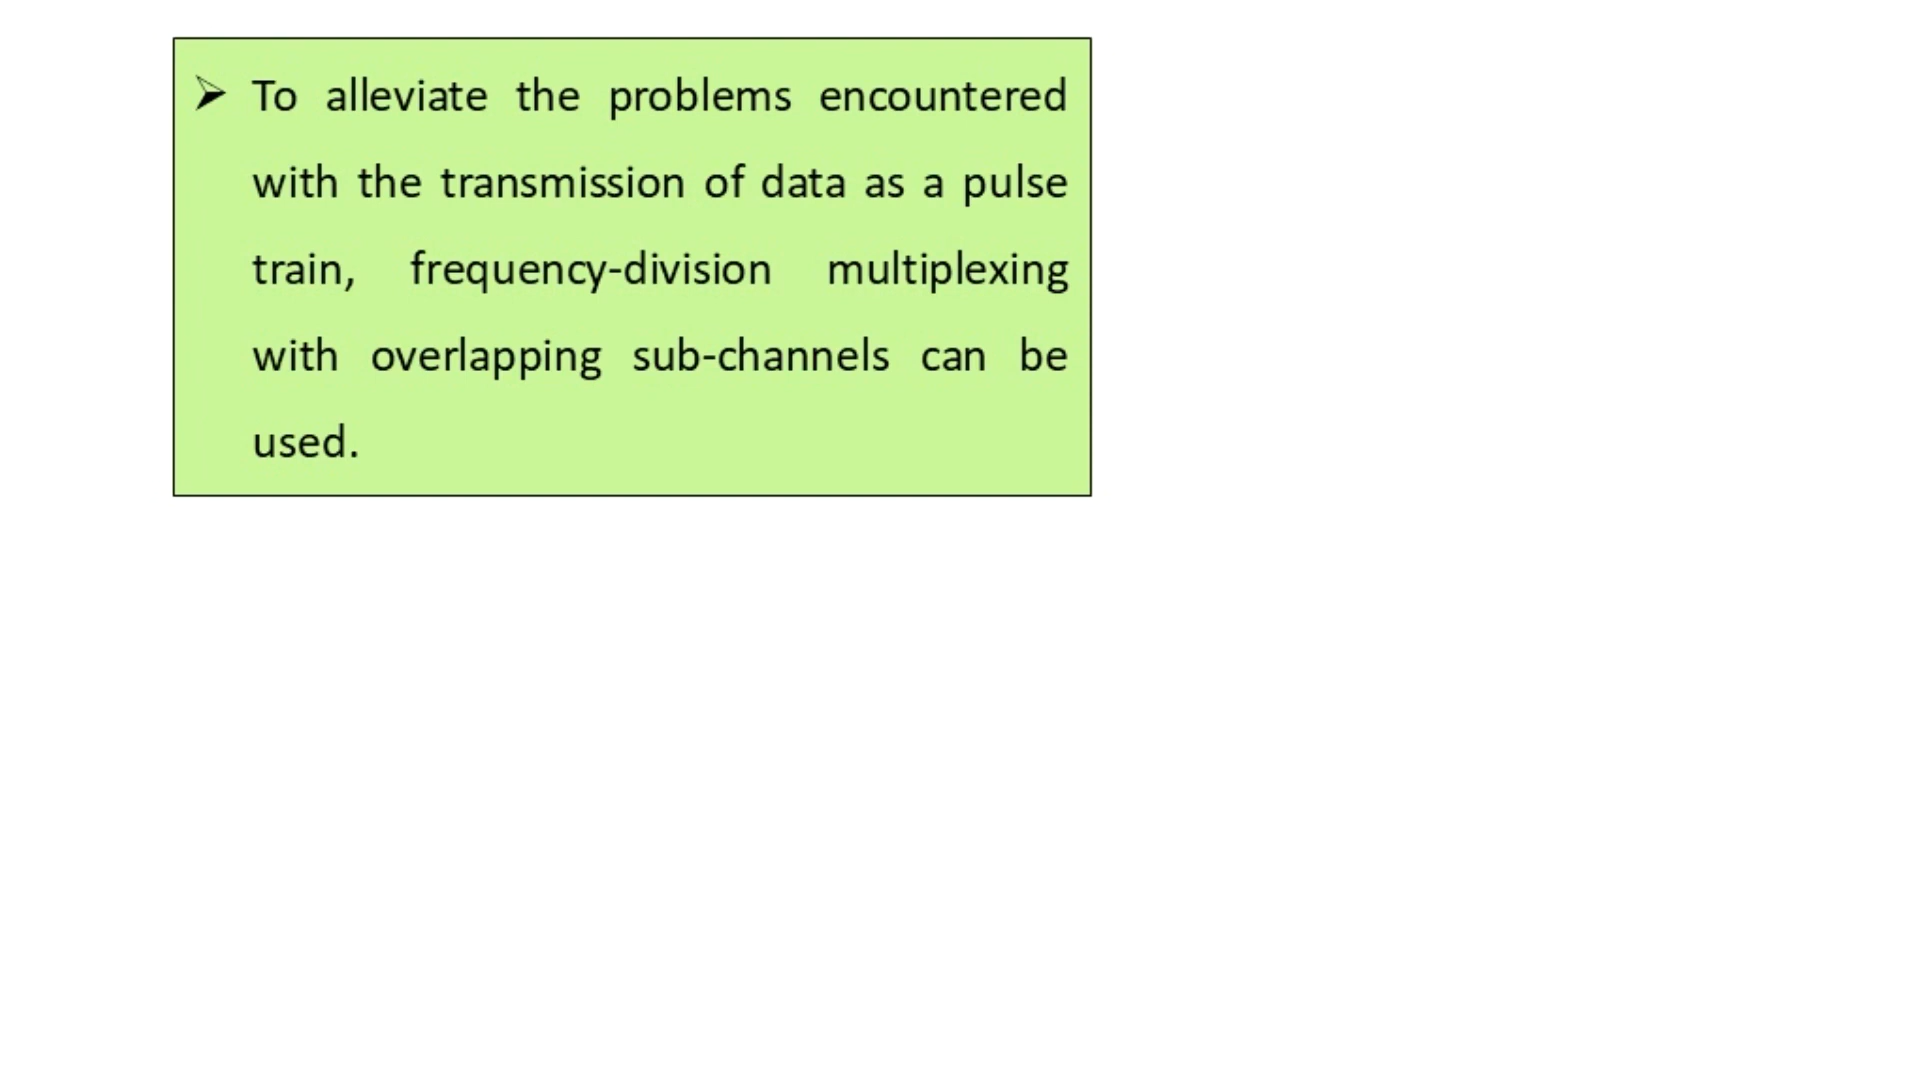 ➢ To alleviate the problems encountered
with the transmission of data as a pulse
train, frequency-division multiplexing
with overlapping sub-channels can be
used.